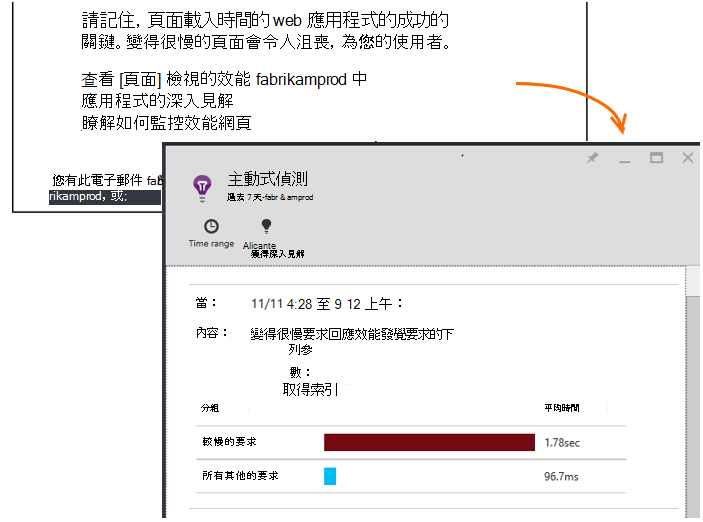 請記住，頁面載入時間的 web 應用程式的成功的
關鍵。變得很慢的頁面會令人沮喪，為您的使用者。
查看 [頁面] 檢視的效能 fabrikamprod 中
應用程式的深入見解
瞭解如何監控效能網頁
您有此電子郵件 fab
rikamprod，或:
主動式偵測
過去 7 天-fabr & amprod
Time range
Alicante
獲得深入見解
當：
11/11 4:28 至 9 12 上午：
內容：
變得很慢要求回應效能發覺要求的下
列參
數：
取得索引
分組
平均時間
較慢的要求
1.78sec
所有其他的要求
96.7ms